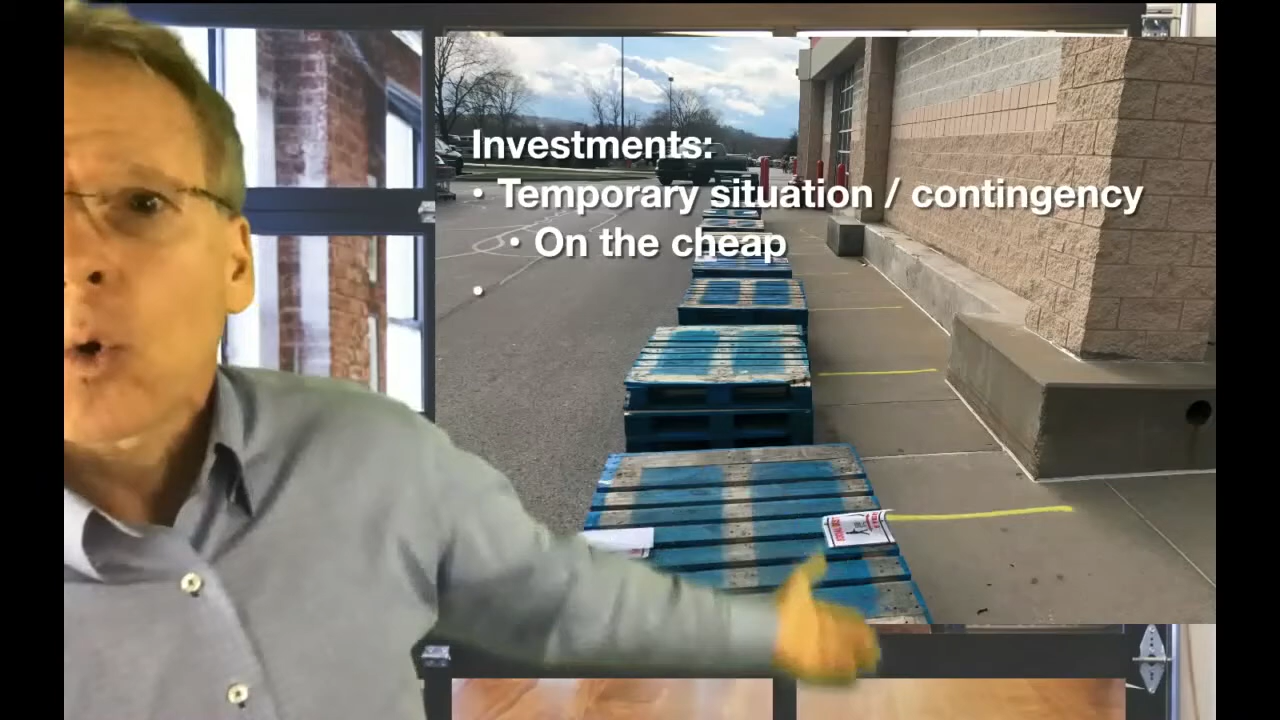 Investments:
• Temporary situation / contingency
• On the cheap
•